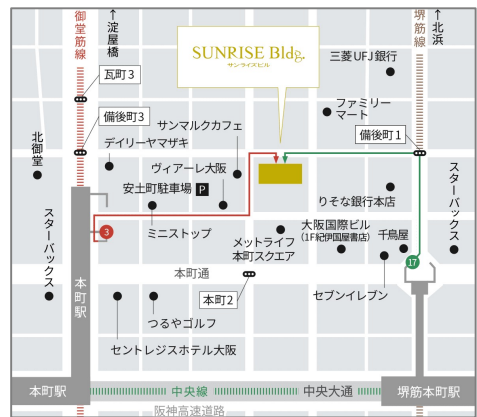 御堂筋線
↑淀屋橋
堺筋線
↑北浜
SUNRISE Bldg.
サンライズビル
三菱UFJ銀行
瓦町3
ファミリー
マート
備後町3
サンマルクカフェ
備後町1
北御堂
デイリーヤマザキ
ヴィアーレ大阪
スターバックス
安土町駐車場 P
りそな銀行本店
スターバックス
3
ミニストップ
メットライフ
本町スクエア
大阪国際ビル
(1F紀伊国屋書店)
千鳥屋
17
本町通
本町駅
本町2
セブンイレブン
つるやゴルフ
セントレジスホテル大阪
本町駅
中央線
中央大通
堺筋本町駅
阪神高速道路